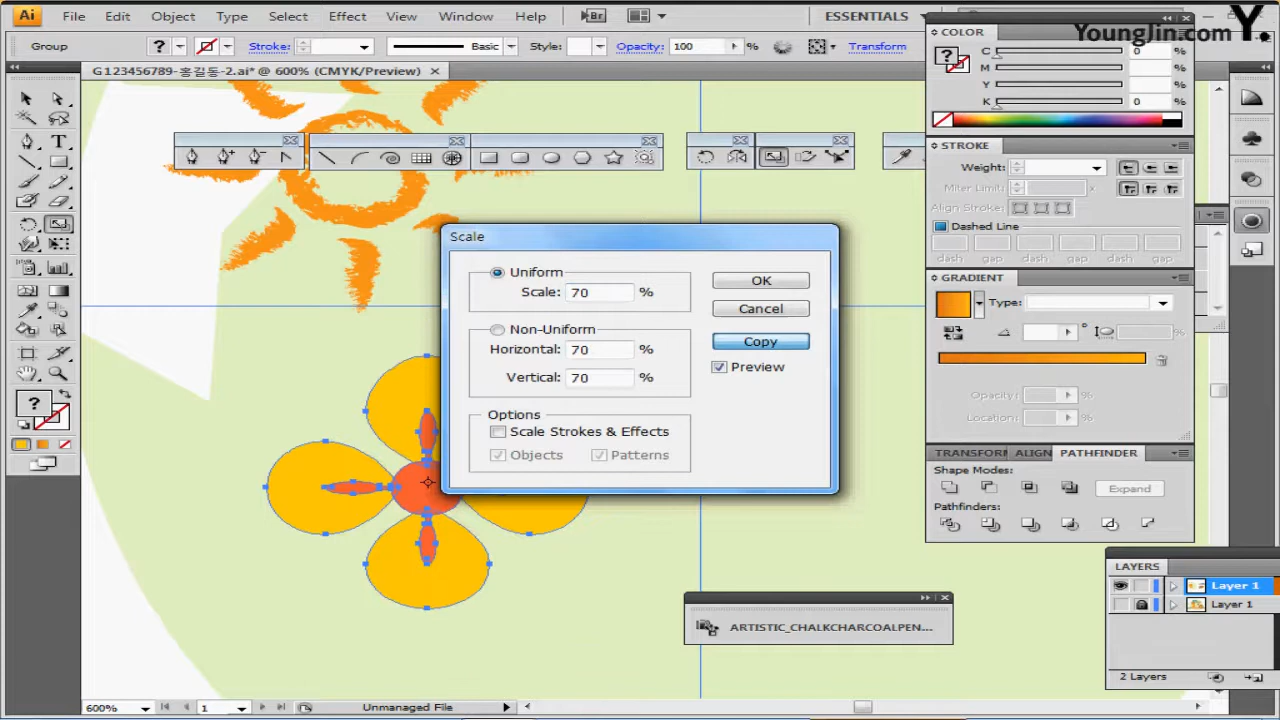 Ai File Edit Object Type Select Effect View Window Help Br ESSENTIALS
YoungJin.com Y.
Group ? Stroke: Basic Style: Opacity: 100 % Transform
G123456789-홍길동-2.ai* @ 600% (CMYK/Preview)
COLOR
? C 0 %
M %
Y %
K 0 %
STROKE
Weight:
Miter Limit: x
Align Stroke:
Dashed Line
dash gap dash gap dash gap
GRADIENT
Type:
°
Opacity: %
Location: %
TRANSFORM ALIGN PATHFINDER
Shape Modes:
Expand
Pathfinders:
Scale
Uniform
Scale: 70 %
Non-Uniform
Horizontal: 70 %
Vertical: 70 %
Options
Scale Strokes & Effects
Objects Patterns
OK
Cancel
Copy
Preview
?
T
LAYERS
Layer 1
Layer 1
2 Layers
ARTISTIC_CHALKCHARCOALPEN...
600% 1 Unmanaged File